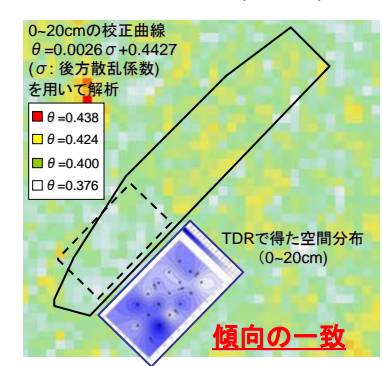 0~20cmの校正曲線
θ=0.0026σ+0.4427
(σ: 後方散乱係数)
を用いて解析
θ=0.438
θ=0.424
θ=0.400
θ=0.376
TDRで得た空間分布
(0~20cm)
傾向の一致